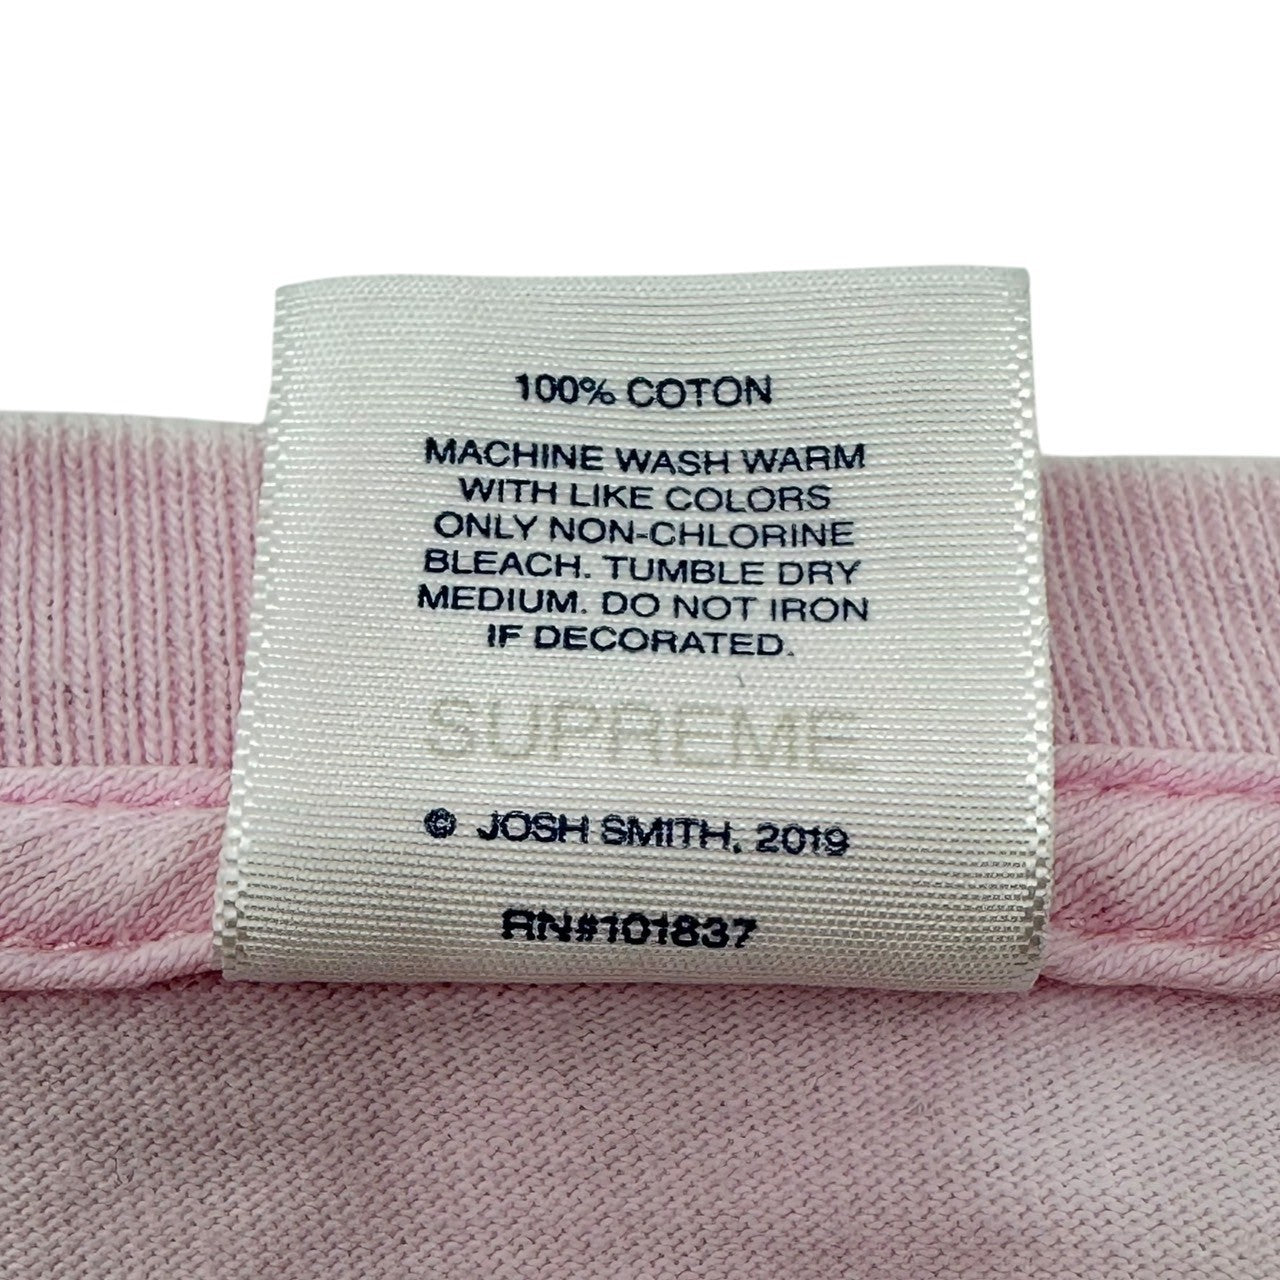 100% COTON
MACHINE WASH WARM
WITH LIKE COLORS
ONLY NON-CHLORINE
BLEACH. TUMBLE DRY
MEDIUM. DO NOT IRON
IF DECORATED.
SUPREME
© JOSH SMITH, 2019
RN#101837